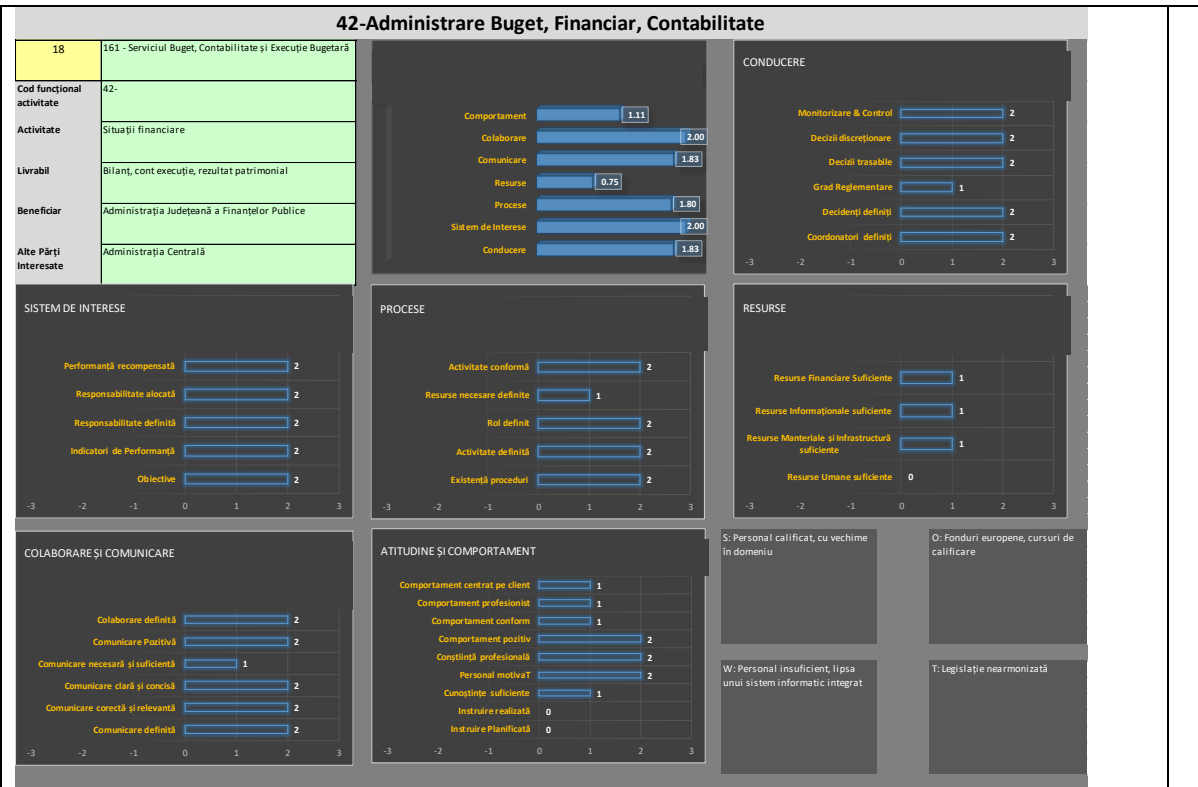 42-Administrare Buget, Financiar, Contabilitate
18
161 - Serviciul Buget, Contabilitate și Execuție Bugetară
Cod funcțional
activitate
42-
Activitate
Situații financiare
Livrabil
Bilanț, cont execuție, rezultat patrimonial
Beneficiar
Administrația Județeană a Finanțelor Publice
Alte Părți
Interesate
Administrația Centrală
Comportament 1.11
Colaborare 2.00
Comunicare 1.83
Resurse 0.75
Procese 1.80
Sistem de Interese 2.00
Conducere 1.83
CONDUCERE
Monitorizare & Control 2
Decizii discreționare 2
Decizii trasabile 2
Grad Reglementare 1
Decidenți definiți 2
Coordonatori definiți 2
-3 -2 -1 0 1 2 3
SISTEM DE INTERESE
Performanță recompensată 2
Responsabilitate alocată 2
Responsabilitate definită 2
Indicatori de Performanță 2
Obiective 2
-3 -2 -1 0 1 2 3
PROCESE
Activitate conformă 2
Resurse necesare definite 1
Rol definit 2
Activitate definită 2
Existență proceduri 2
-3 -2 -1 0 1 2 3
RESURSE
Resurse Financiare Suficiente 1
Resurse Informaționale suficiente 1
Resurse Manteriale și Infrastructură
suficiente 1
Resurse Umane suficiente 0
-3 -2 -1 0 1 2 3
COLABORARE ȘI COMUNICARE
Colaborare definită 2
Comunicare Pozitivă 2
Comunicare necesară și suficientă 1
Comunicare clară și concisă 2
Comunicare corectă și relevantă 2
Comunicare definită 2
-3 -2 -1 0 1 2 3
ATITUDINE ȘI COMPORTAMENT
Comportament centrat pe client 1
Comportament profesionist 1
Comportament conform 1
Comportament pozitiv 2
Conștiință profesională 2
Personal motivaT 2
Cunoștințe suficiente 1
Instruire realizată 0
Instruire Planificată 0
-3 -2 -1 0 1 2 3
S: Personal calificat, cu vechime
în domeniu
O: Fonduri europene, cursuri de
calificare
W: Personal insuficient, lipsa
unui sistem informatic integrat
T: Legislație nearmonizată